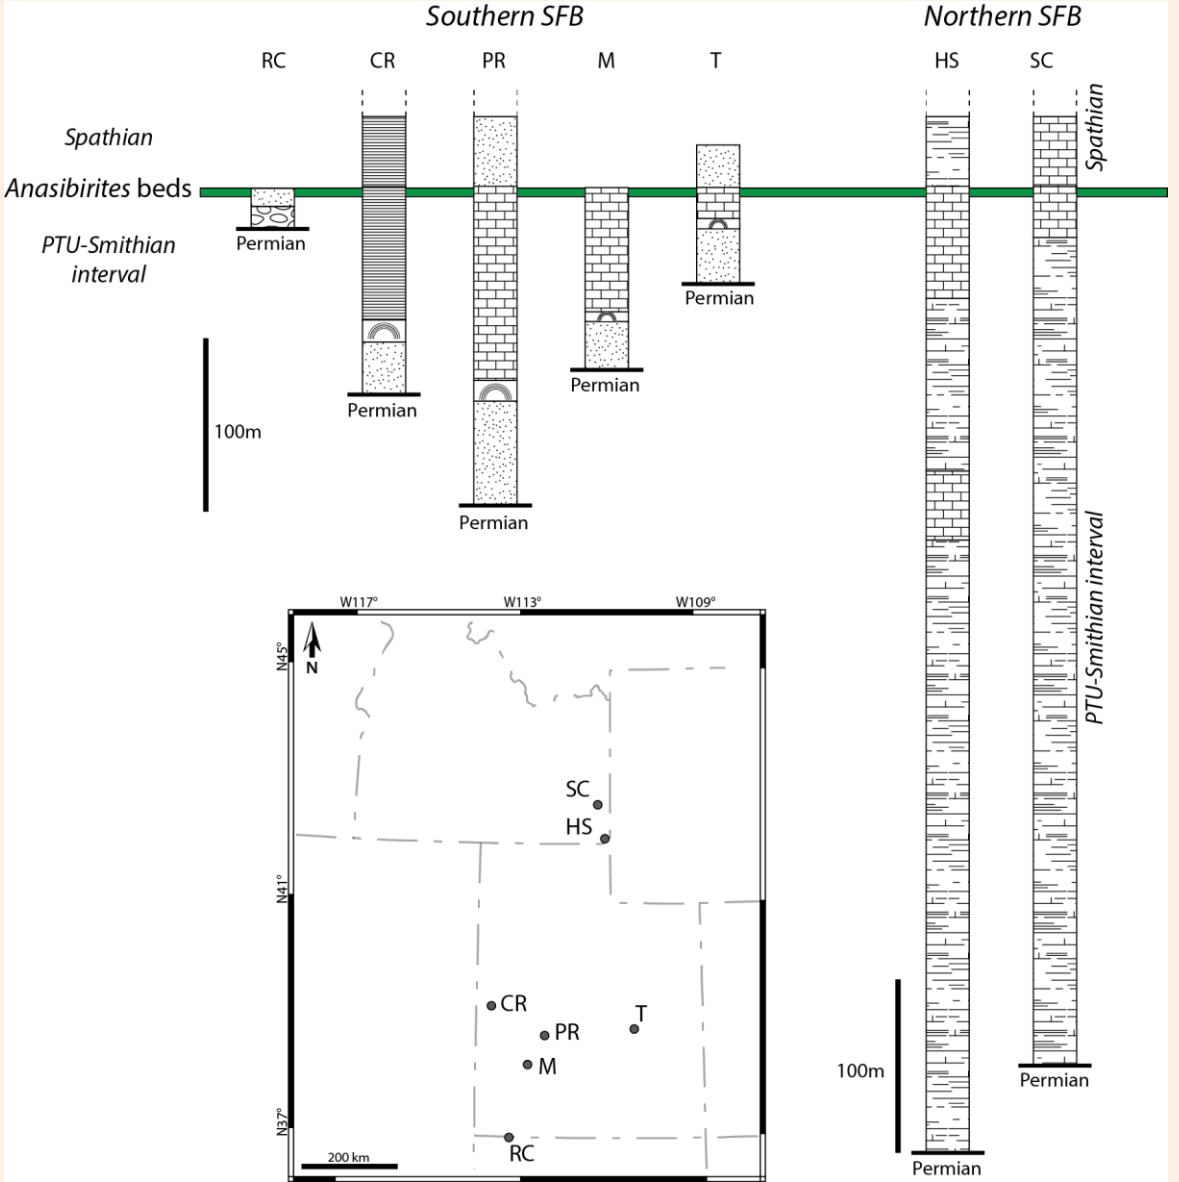 Southern SFB
Northern SFB
RC
CR
PR
M
T
HS
SC
Spathian
Spathian
Anasibirites beds
PTU-Smithian
interval
PTU-Smithian interval
Permian
Permian
Permian
Permian
Permian
Permian
Permian
100m
100m
W117°
W113°
W109°
N45°
N41°
N37°
N
SC
HS
CR
PR
T
M
RC
200 km